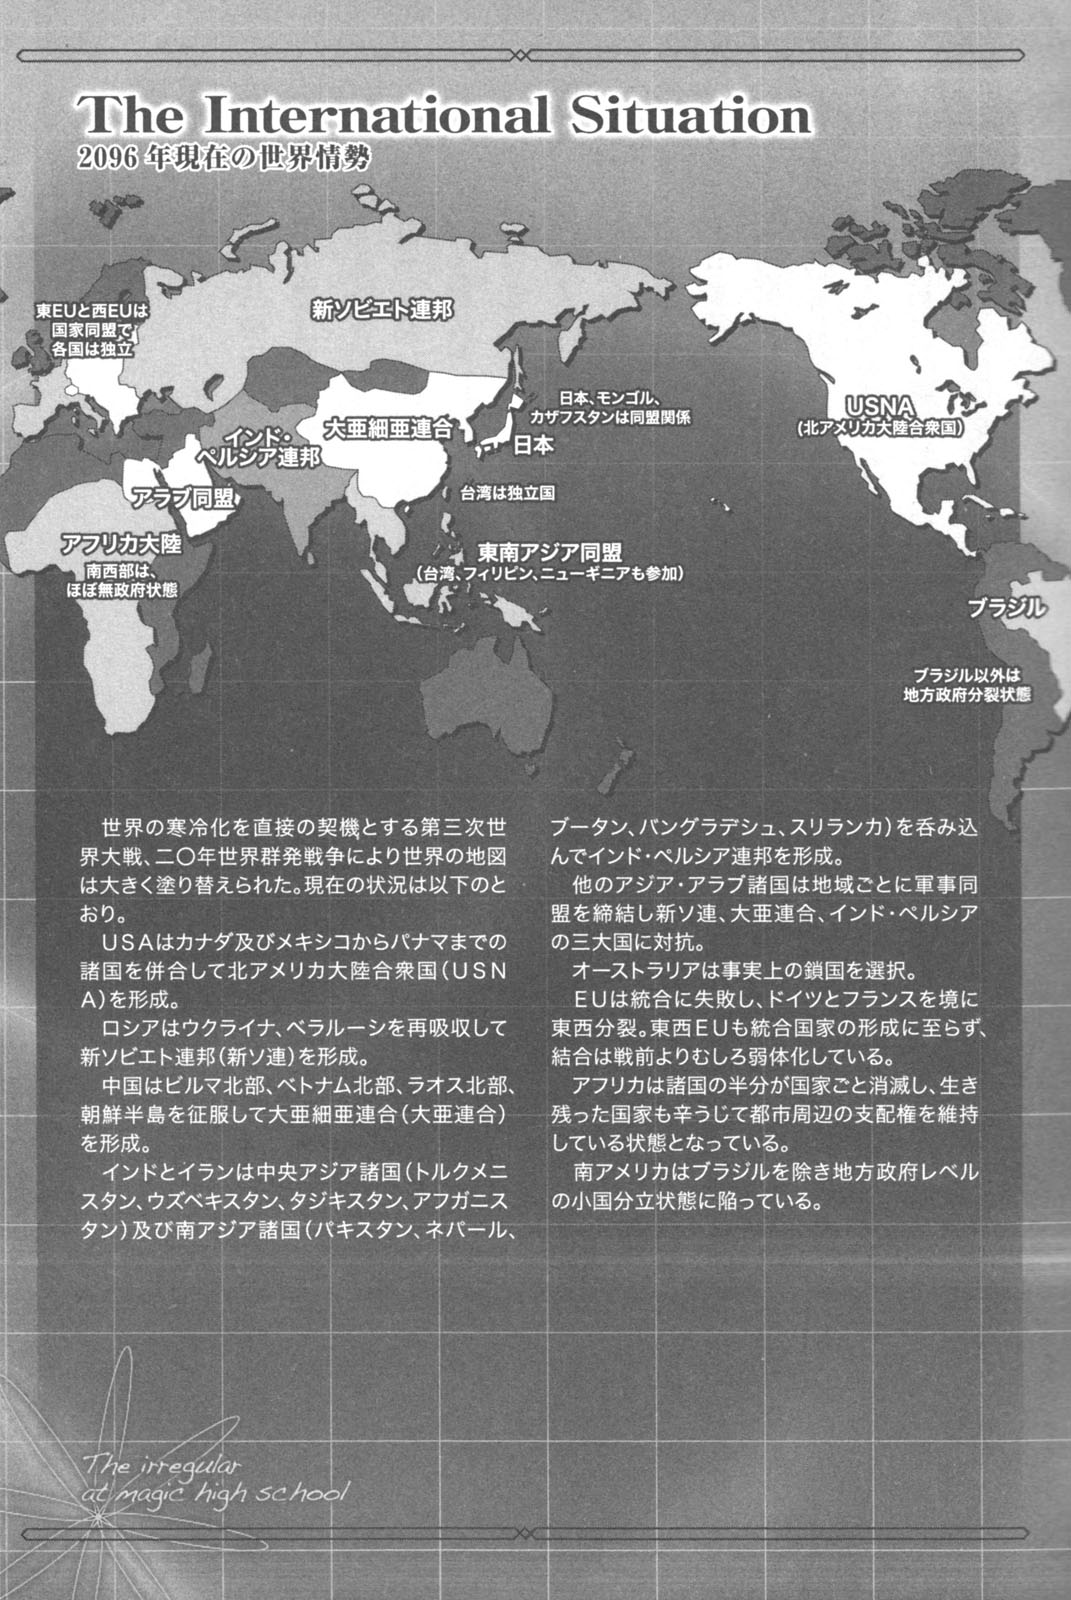 The International Situation
2096年現在の世界情勢
東EUと西EUは
国家同盟で
各国は独立
新ソビエト連邦
日本、モンゴル、
カザフスタンは同盟関係
USNA
(北アメリカ大陸合衆国)
大亜細亜連合
日本
インド・
ペルシア連邦
台湾は独立国
アラブ同盟
アフリカ大陸
南西部は、
ほぼ無政府状態
東南アジア同盟
(台湾、フィリピン、ニューギニアも参加)
ブラジル
ブラジル以外は
地方政府分裂状態
世界の寒冷化を直接の契機とする第三次世
界大戦、二〇年世界群発戦争により世界の地図
は大きく塗り替えられた。現在の状況は以下のと
おり。
USAはカナダ及びメキシコからパナマまでの
諸国を併合して北アメリカ大陸合衆国(USN
A)を形成。
ロシアはウクライナ、ベラルーシを再吸収して
新ソビエト連邦(新ソ連)を形成。
中国はビルマ北部、ベトナム北部、ラオス北部、
朝鮮半島を征服して大亜細亜連合(大亜連合)
を形成。
インドとイランは中央アジア諸国(トルクメニ
スタン、ウズベキスタン、タジキスタン、アフガニス
タン)及び南アジア諸国(パキスタン、ネパール、
ブータン、バングラデシュ、スリランカ)を呑み込
んでインド・ペルシア連邦を形成。
他のアジア・アラブ諸国は地域ごとに軍事同
盟を締結し新ソ連、大亜連合、インド・ペルシア
の三大国に対抗。
オーストラリアは事実上の鎖国を選択。
EUは統合に失敗し、ドイツとフランスを境に
東西分裂。東西EUも統合国家の形成に至らず、
結合は戦前よりむしろ弱体化している。
アフリカは諸国の半分が国家ごと消滅し、生き
残った国家も辛うじて都市周辺の支配権を維持
している状態となっている。
南アメリカはブラジルを除き地方政府レベル
の小国分立状態に陥っている。
The irregular
at magic high school